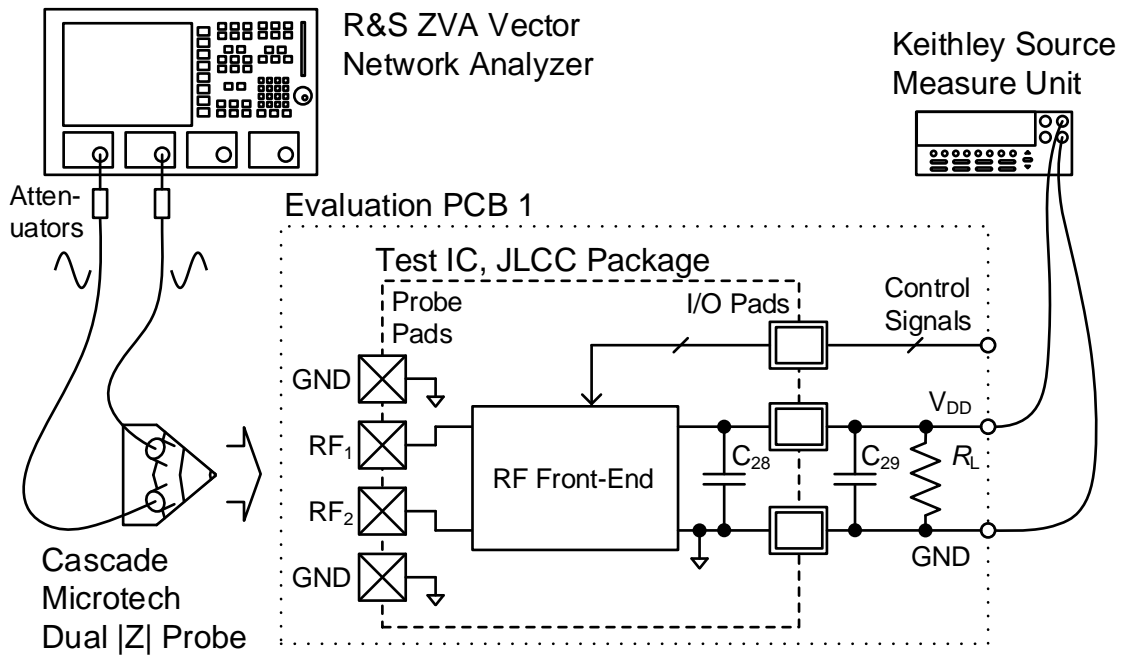 R&S ZVA Vector
Network Analyzer
Keithley Source
Measure Unit
Atten-
uators
Evaluation PCB 1
Test IC, JLCC Package
Probe
Pads
I/O Pads
Control
Signals
GND
RF1
RF2
GND
RF Front-End
C28
C29
VDD
RL
GND
Cascade
Microtech
Dual |Z| Probe